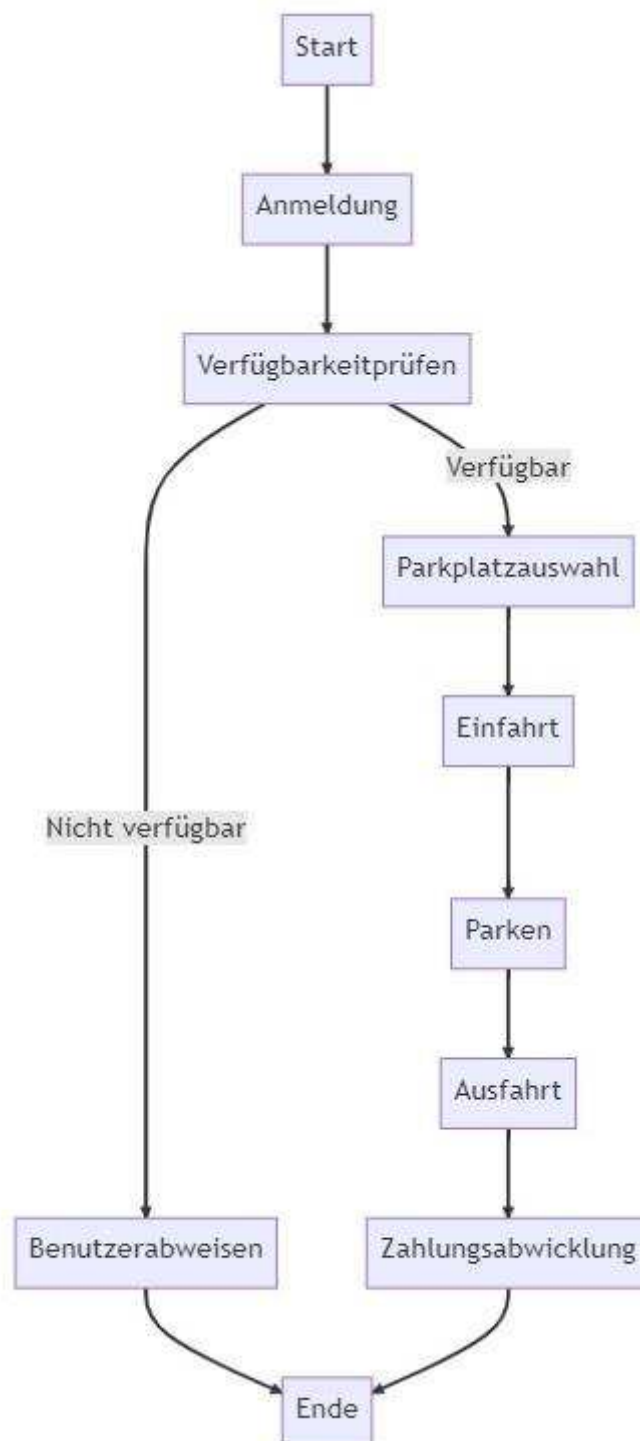 Start
Anmeldung
Verfügbarkeitprüfen
Verfügbar
Parkplatzauswahl
Einfahrt
Nicht verfügbar
Parken
Ausfahrt
Benutzerabweisen
Zahlungsabwicklung
Ende